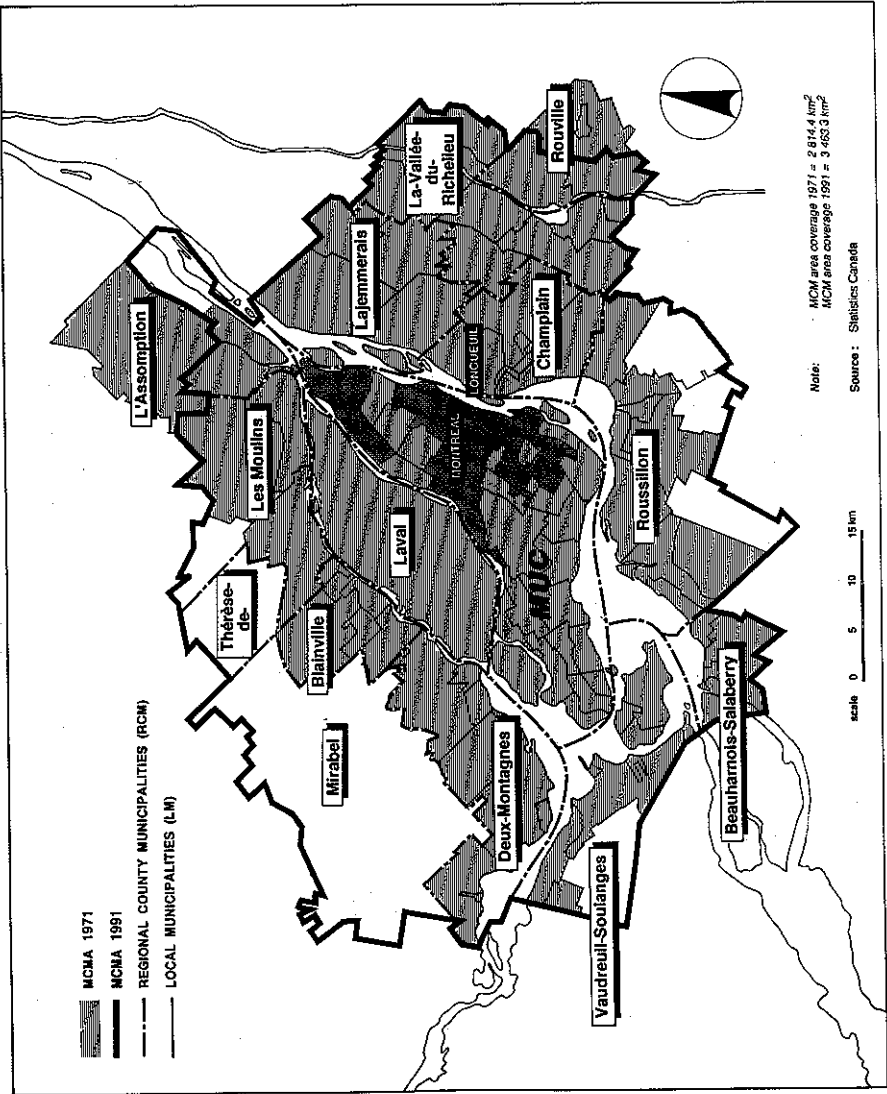 MCMA 1971
MCMA 1991
REGIONAL COUNTY MUNICIPALITIES (RCM)
LOCAL MUNICIPALITIES (LM)
L'Assomption
Les Moulins
Thérèse-
de-
Blainville
Mirabel
Laval
Deux-Montagnes
Vaudreuil-Soulanges
Beauharnois-Salaberry
Roussillon
MUC
MONTREAL
LONGUEUIL
Champlain
Lajemmerais
La-Vallée-
du-
Richelieu
Rouville
scale 0 5 10 15 km
Note: MCM area coverage 1971 = 2 814.4 km²
MCM area coverage 1991 = 3 463.3 km²
Source : Statistics Canada